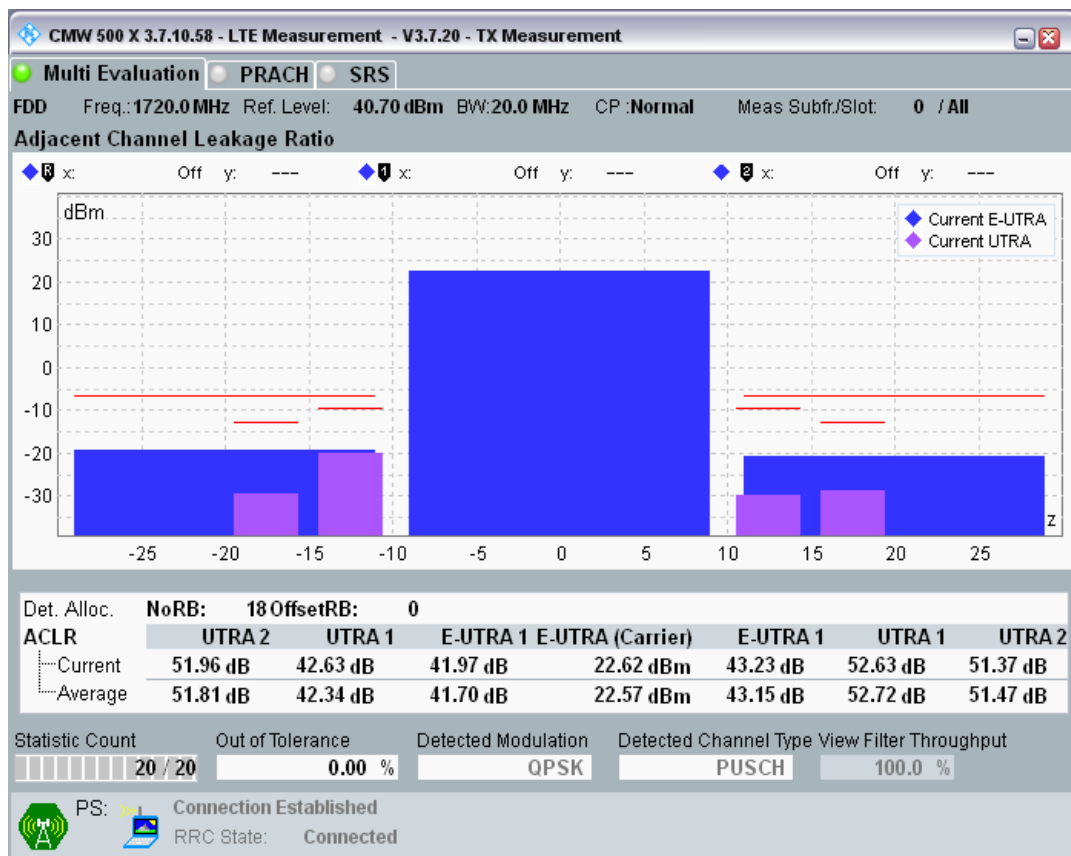 CMW 500 X 3.7.10.58 - LTE Measurement - V3.7.20 - TX Measurement
Multi Evaluation PRACH SRS
FDD Freq.:1720.0 MHz Ref. Level: 40.70 dBm BW:20.0 MHz CP :Normal Meas Subfr./Slot: 0 / All
Adjacent Channel Leakage Ratio
R x: Off y: --- 1 x: Off y: --- 2 x: Off y: ---
dBm
Current E-UTRA
Current UTRA
30
20
10
0
-10
-20
-30
z
-25 -20 -15 -10 -5 0 5 10 15 20 25
Det. Alloc. NoRB: 18 OffsetRB: 0
ACLR UTRA 2 UTRA 1 E-UTRA 1 E-UTRA (Carrier) E-UTRA 1 UTRA 1 UTRA 2
Current 51.96 dB 42.63 dB 41.97 dB 22.62 dBm 43.23 dB 52.63 dB 51.37 dB
Average 51.81 dB 42.34 dB 41.70 dB 22.57 dBm 43.15 dB 52.72 dB 51.47 dB
Statistic Count Out of Tolerance Detected Modulation Detected Channel Type View Filter Throughput
20 / 20 0.00 % QPSK PUSCH 100.0 %
PS: Connection Established
RRC State: Connected